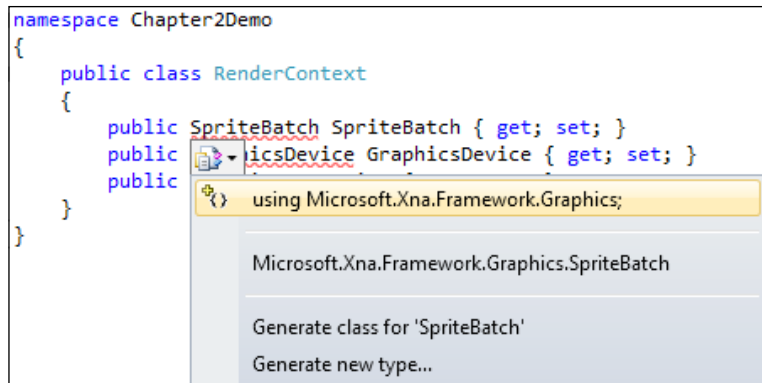 namespace Chapter2Demo
{
public class RenderContext
{
public SpriteBatch SpriteBatch { get; set; }
public icsDevice GraphicsDevice { get; set; }
public
using Microsoft.Xna.Framework.Graphics;
}
}
Microsoft.Xna.Framework.Graphics.SpriteBatch
Generate class for 'SpriteBatch'
Generate new type...